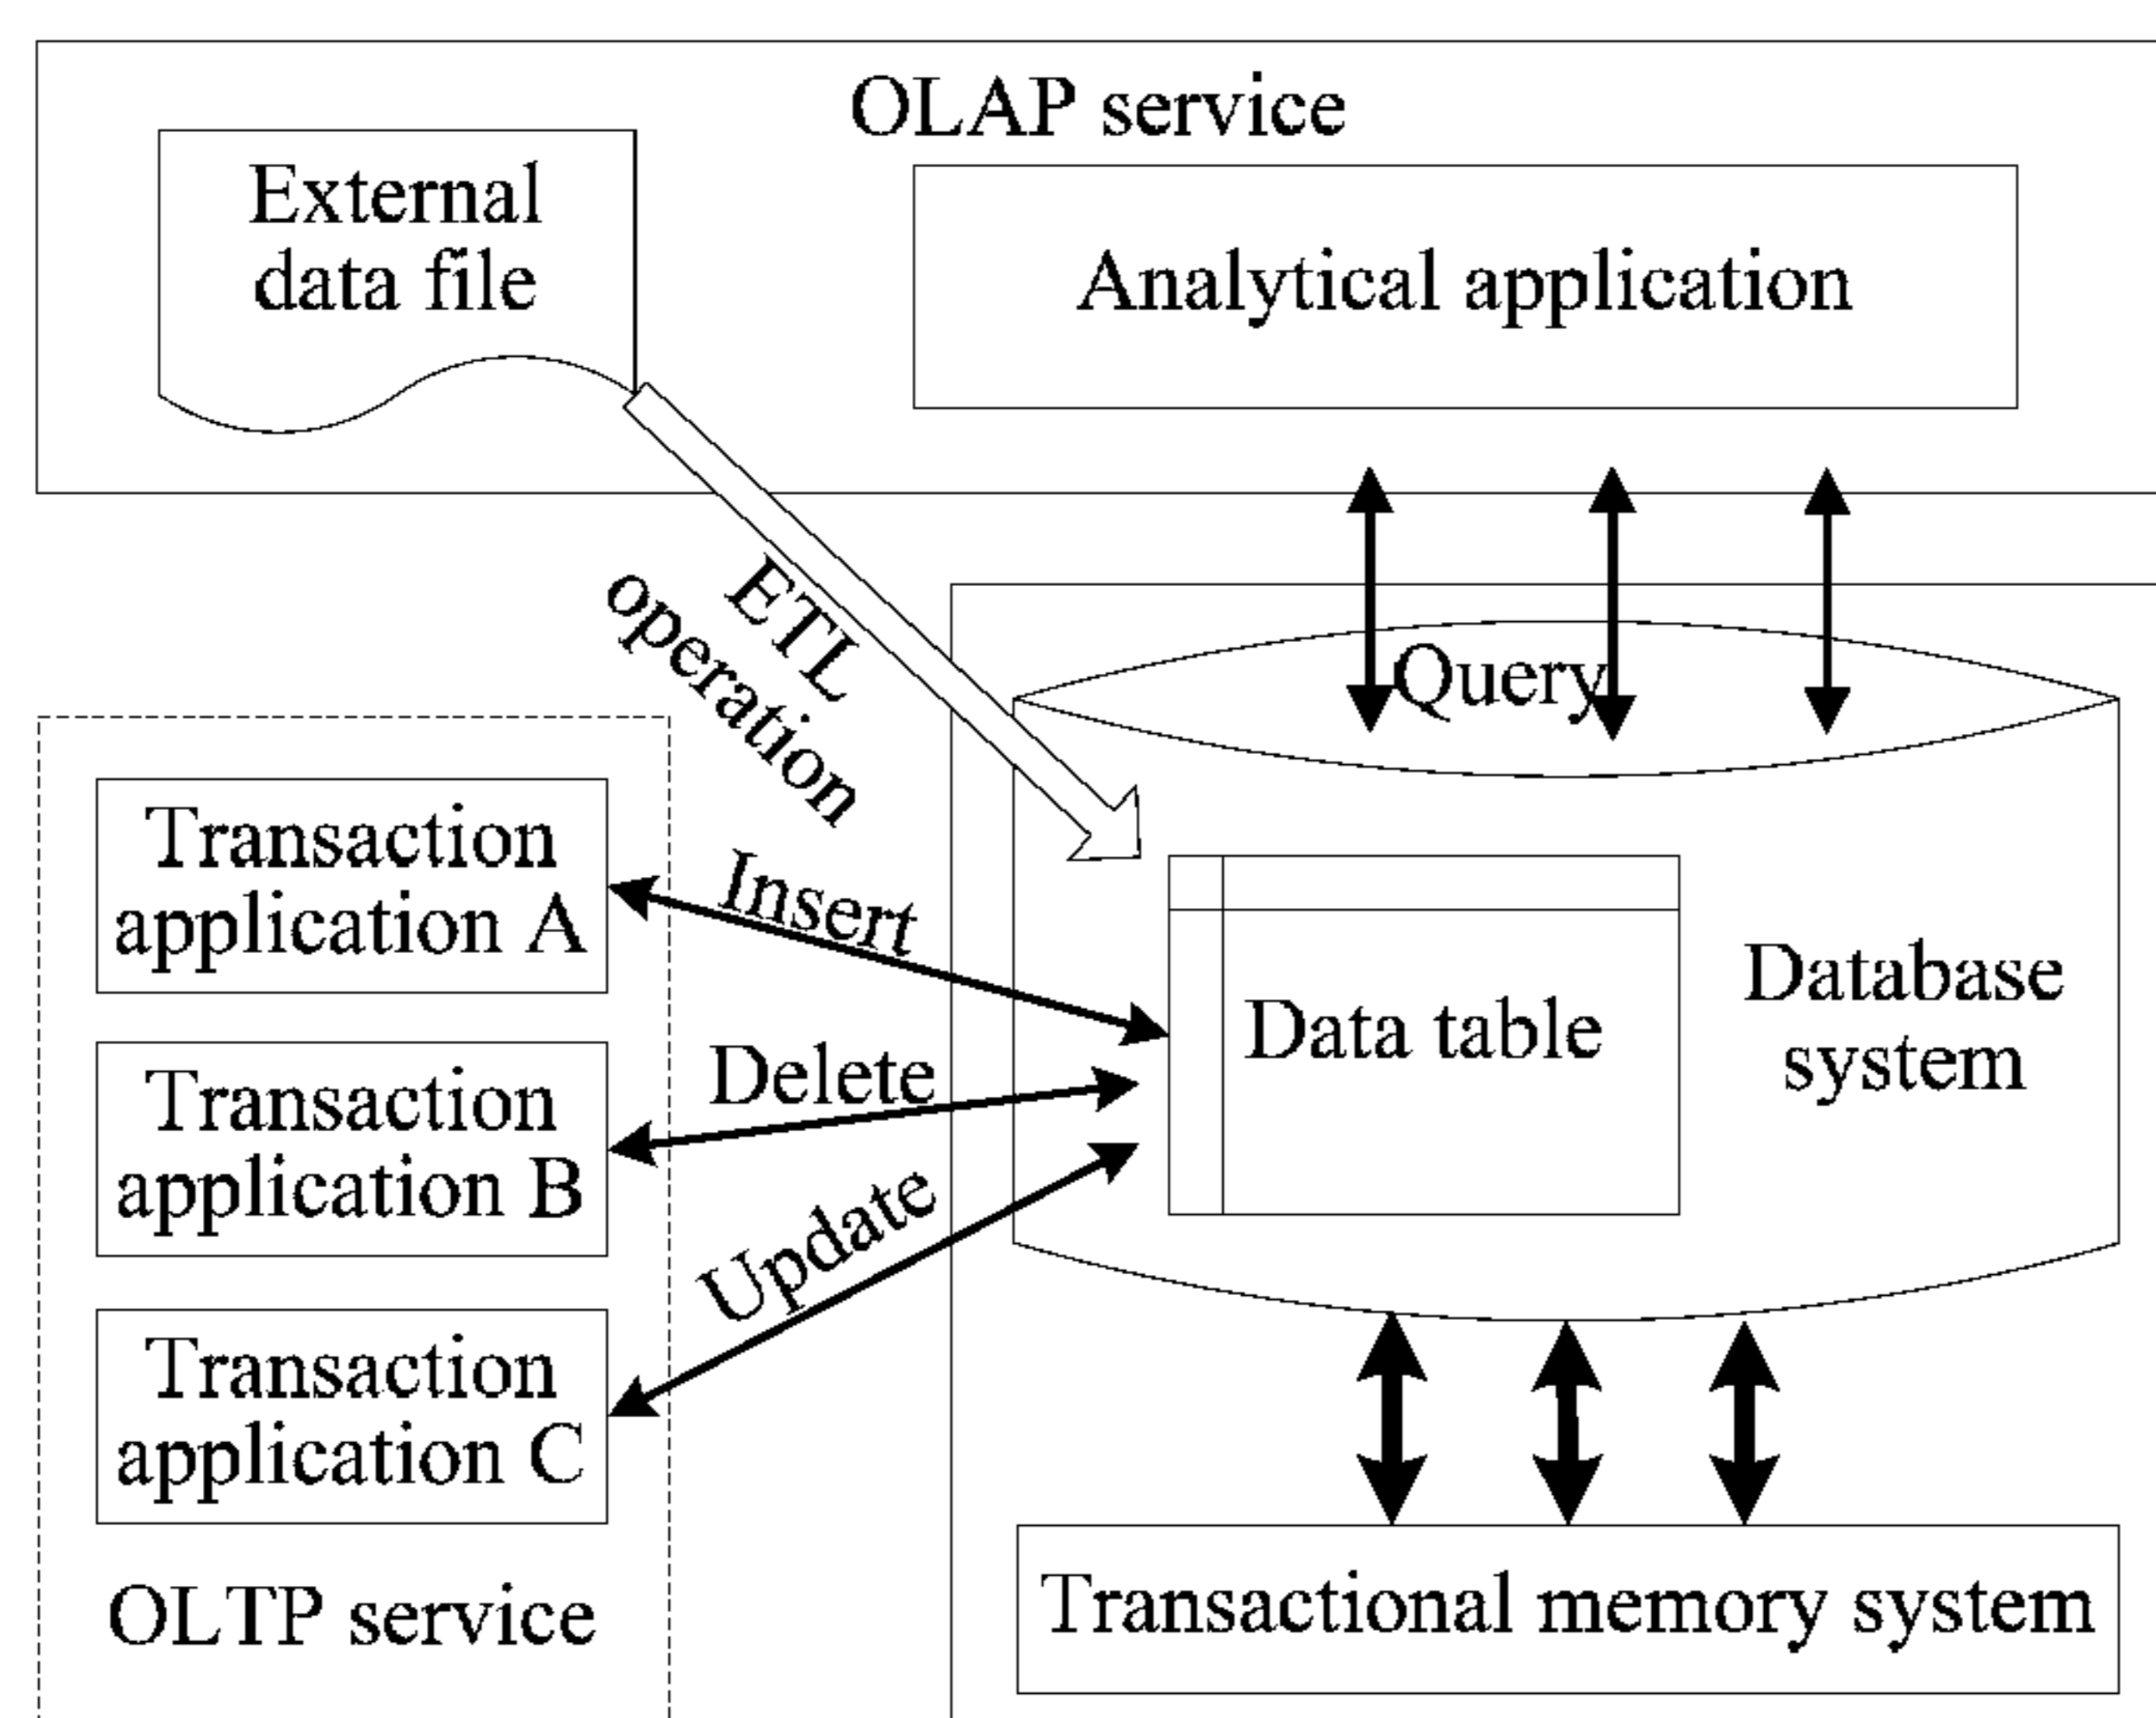 OLAP service
External
data file
Analytical application
ETL
operation
Query
Transaction
application A
Insert
Data table
Database
system
Transaction
application B
Delete
Transaction
application C
Update
OLTP service
Transactional memory system